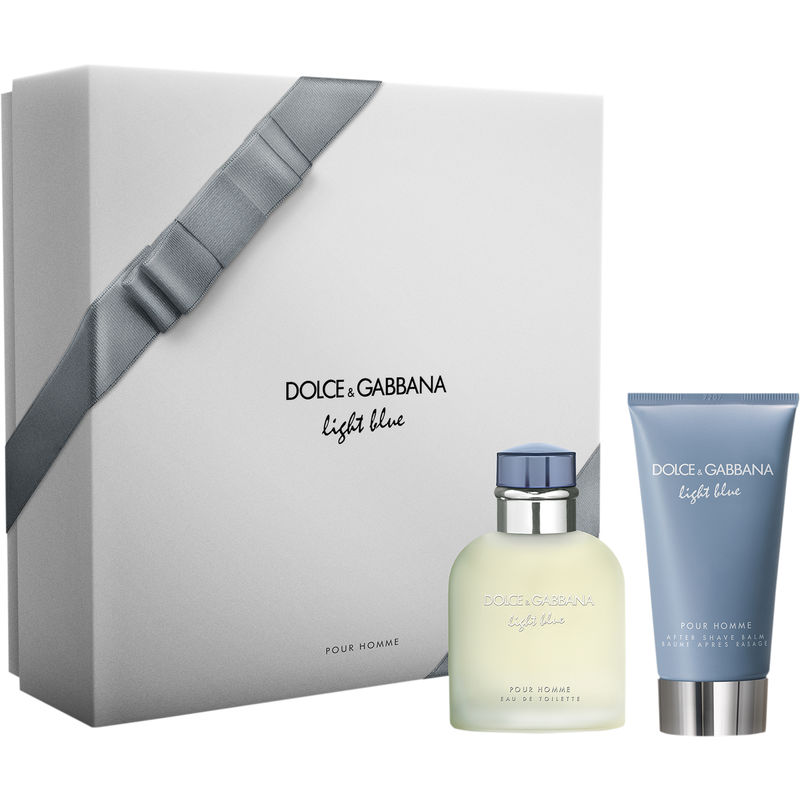 DOLCE & GABBANA
light blue
POUR HOMME
DOLCE & GABBANA
light blue
POUR HOMME
EAU DE TOILETTE
DOLCE & GABBANA
light blue
POUR HOMME
AFTER SHAVE BALM
BAUME APRÈS RASAGE